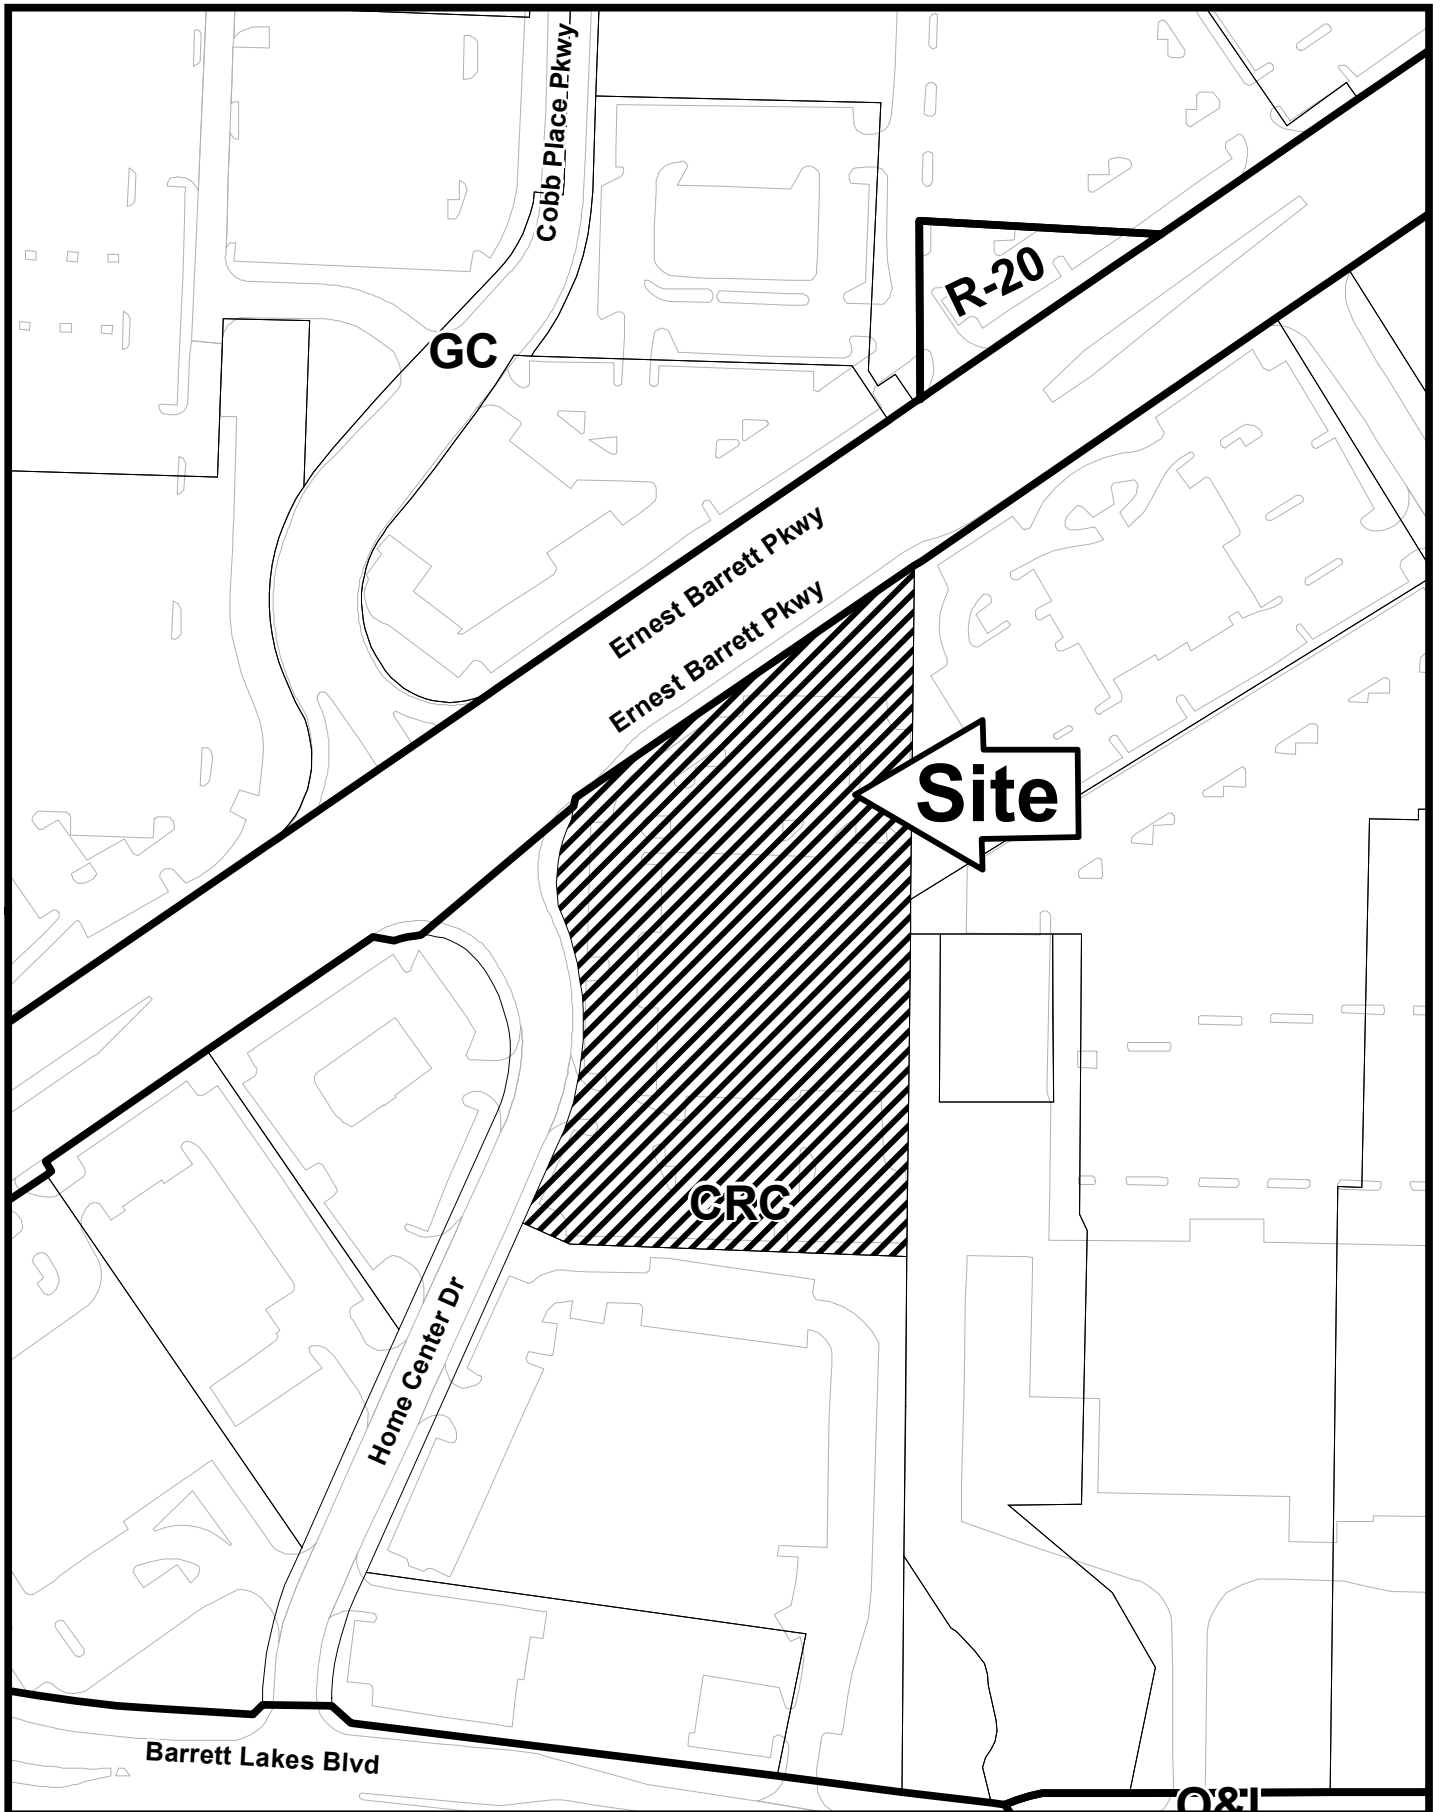 Cobb Place Pkwy
R-20
GC
Ernest Barrett Pkwy
Ernest Barrett Pkwy
Site
CRC
Home Center Dr
Barrett Lakes Blvd
O&I